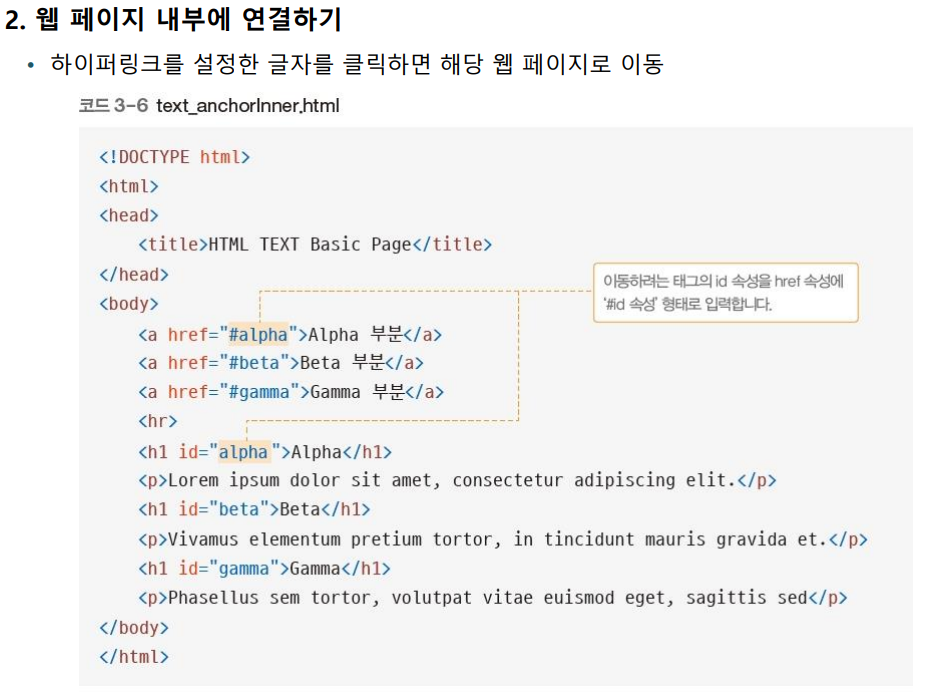 2. 웹 페이지 내부에 연결하기
• 하이퍼링크를 설정한 글자를 클릭하면 해당 웹 페이지로 이동
코드 3-6 text_anchorInner.html
<!DOCTYPE html>
<html>
<head>
    <title>HTML TEXT Basic Page</title>
</head>
이동하려는 태그의 id 속성을 href 속성에
'#id 속성' 형태로 입력합니다.
<body>
    <a href="#alpha">Alpha 부분</a>
    <a href="#beta">Beta 부분</a>
    <a href="#gamma">Gamma 부분</a>
    <hr>
    <h1 id="alpha">Alpha</h1>
    <p>Lorem ipsum dolor sit amet, consectetur adipiscing elit.</p>
    <h1 id="beta">Beta</h1>
    <p>Vivamus elementum pretium tortor, in tincidunt mauris gravida et.</p>
    <h1 id="gamma">Gamma</h1>
    <p>Phasellus sem tortor, volutpat vitae euismod eget, sagittis sed</p>
</body>
</html>